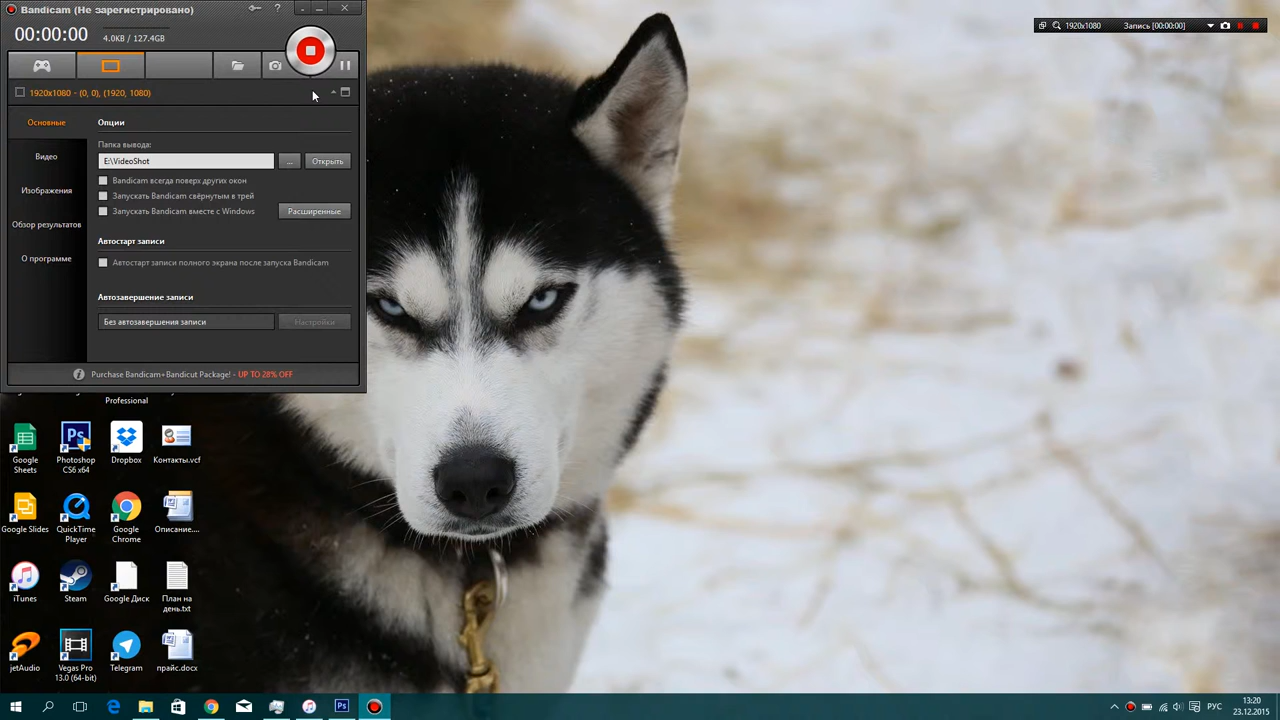 Bandicam (Не зарегистрировано)
00:00:00
4.0KB / 127.4GB
1920x1080 - (0, 0), (1920, 1080)
Основные
Видео
Изображения
Обзор результатов
О программе
Опции
Папка вывода:
E:\VideoShot
...
Открыть
Bandicam всегда поверх других окон
Запускать Bandicam свёрнутым в трей
Запускать Bandicam вместе с Windows
Расширенные
Автостарт записи
Автостарт записи полного экрана после запуска Bandicam
Автозавершение записи
Без автозавершения записи
Настройки
Purchase Bandicam+Bandicut Package! - UP TO 28% OFF
1920x1080
Запись [00:00:00]
Professional
Google Sheets
Photoshop CS6 x64
Dropbox
Контакты.vcf
Google Slides
QuickTime Player
Google Chrome
Описание....
iTunes
Steam
Google Диск
План на день.txt
jetAudio
Vegas Pro 13.0 (64-bit)
Telegram
прайс.docx
РУС
13:20
23.12.2015